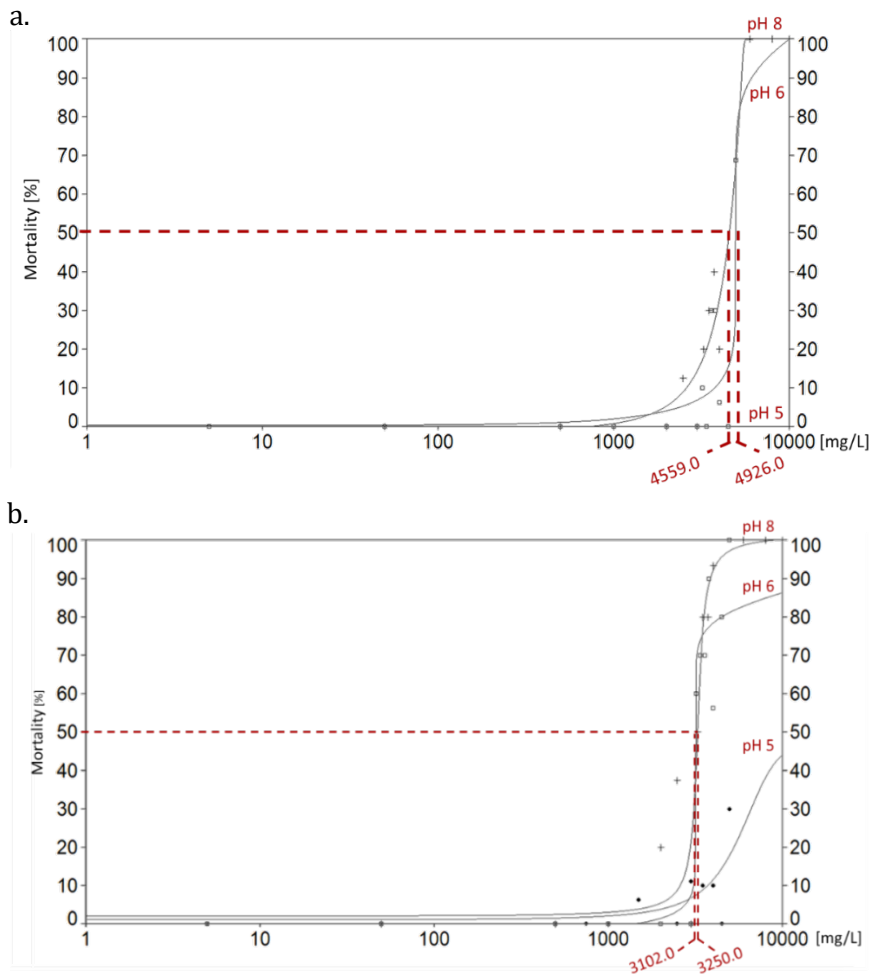 a.
pH 8
100 100
90 90
pH 6
80 80
70 70
60 60
Mortality [%]
50 50
40 40
30 30
20 20
10 10
pH 5
0 0
1 10 100 1000 10000 [mg/L]
4559.0 4926.0
b.
pH 8
100 100
90 90
pH 6
80 80
70 70
60 60
Mortality [%]
50 50
pH 5
40 40
30 30
20 20
10 10
0 0
1 10 100 1000 10000 [mg/L]
3102.0 3250.0